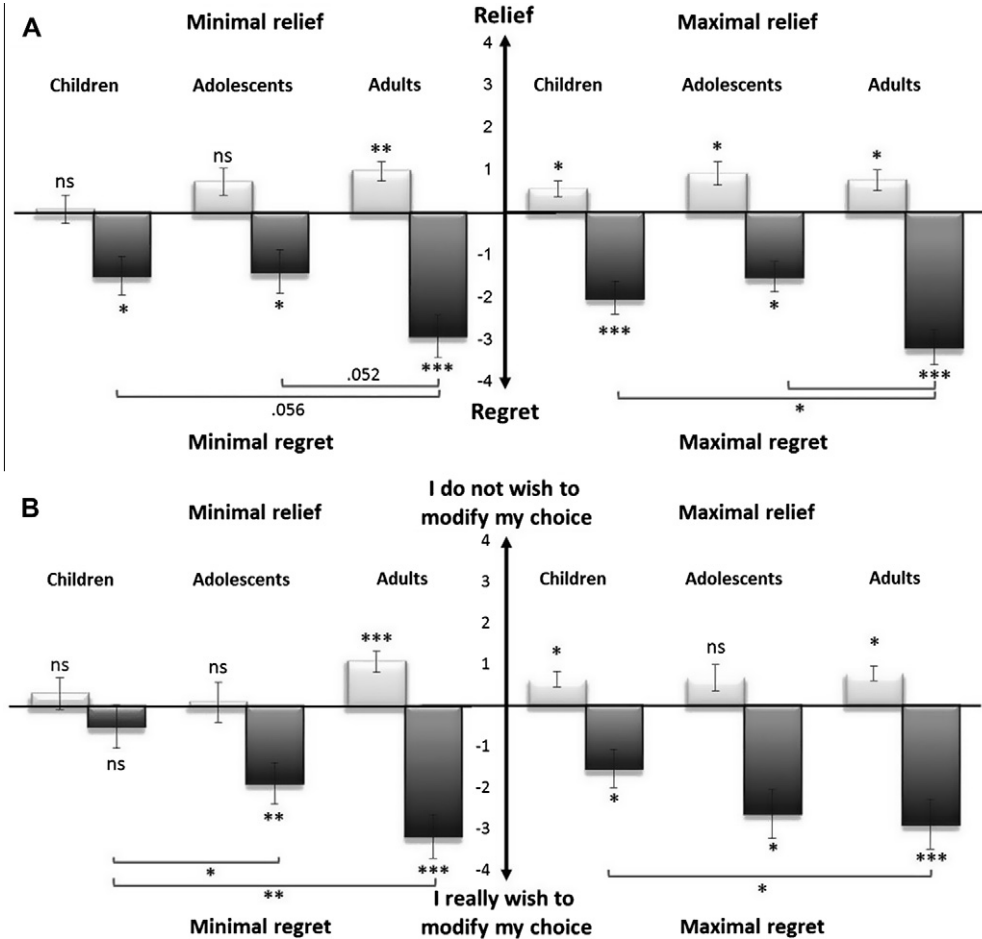 A
Minimal relief
Relief
Maximal relief
4
3
2
1
-1
-2
-3
-4
Children
Adolescents
Adults
Children
Adolescents
Adults
ns
ns
**
*
*
*
*
*
***
***
*
***
.052
.056
*
Regret
Minimal regret
Maximal regret
B
I do not wish to
modify my choice
Minimal relief
Maximal relief
4
3
2
1
-1
-2
-3
-4
Children
Adolescents
Adults
Children
Adolescents
Adults
ns
ns
***
*
ns
*
ns
**
***
*
*
***
*
**
*
I really wish to
modify my choice
Minimal regret
Maximal regret